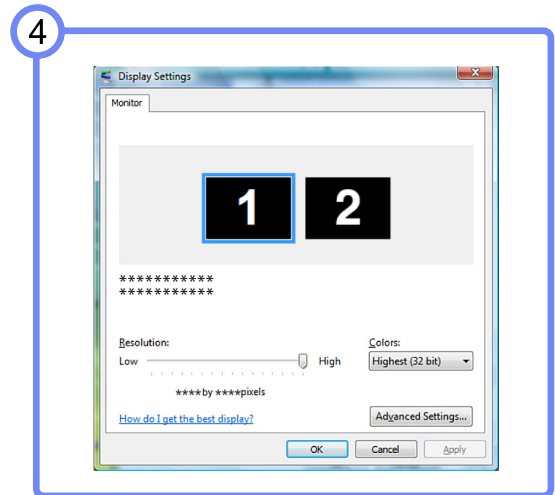 4
Display Settings
Monitor
1 2
***********
***********
Resolution: Colors:
Low High Highest (32 bit)
****by ****pixels
How do I get the best display? Advanced Settings...
OK Cancel Apply